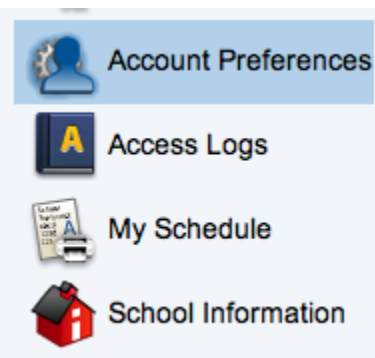 Account Preferences
A
Access Logs
A
My Schedule
i
School Information